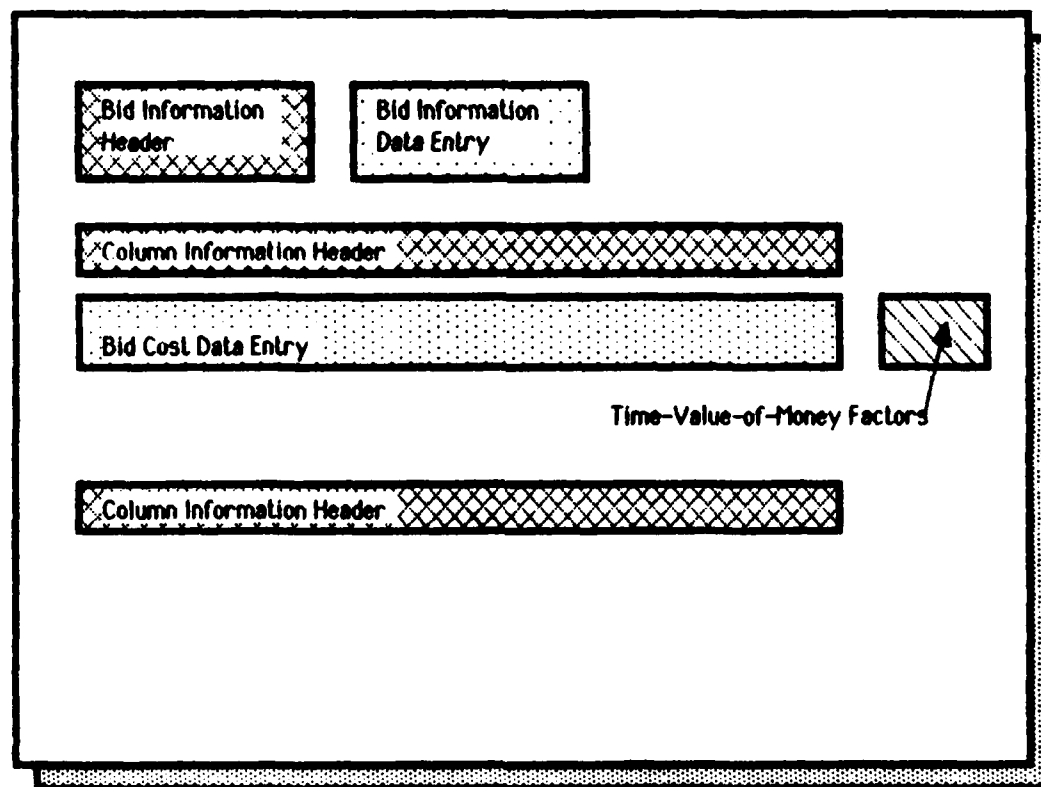 Bid Information
Header
Bid Information
Data Entry
Column Information Header
Bid Cost Data Entry
Time-Value-of-Money Factors
Column Information Header